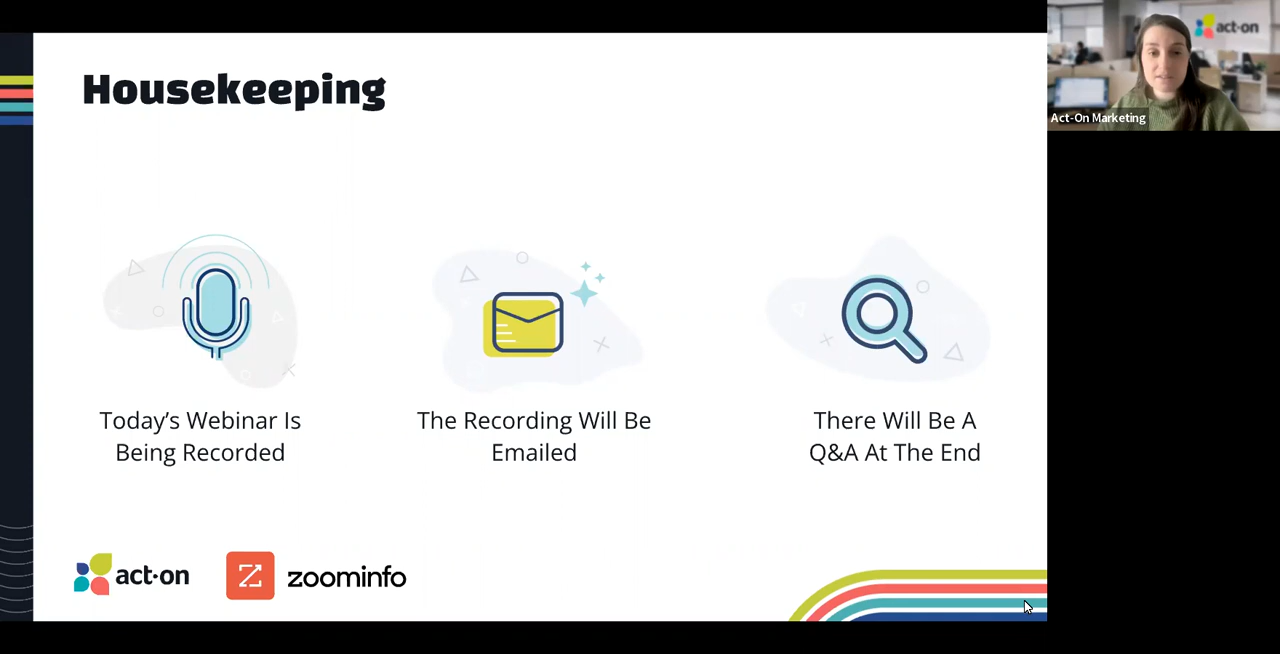 Housekeeping
Today’s Webinar Is
Being Recorded
The Recording Will Be
Emailed
There Will Be A
Q&A At The End
act-on
zoominfo
act-on
Act-On Marketing